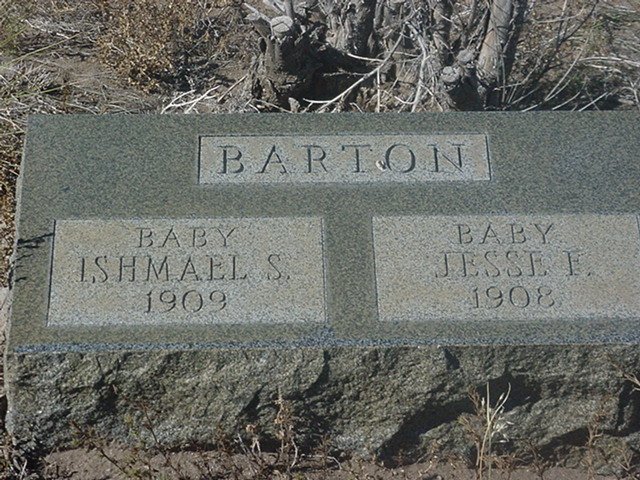 BARTON
BABY
ISHMAEL S.
1909
BABY
JESSE F.
1908